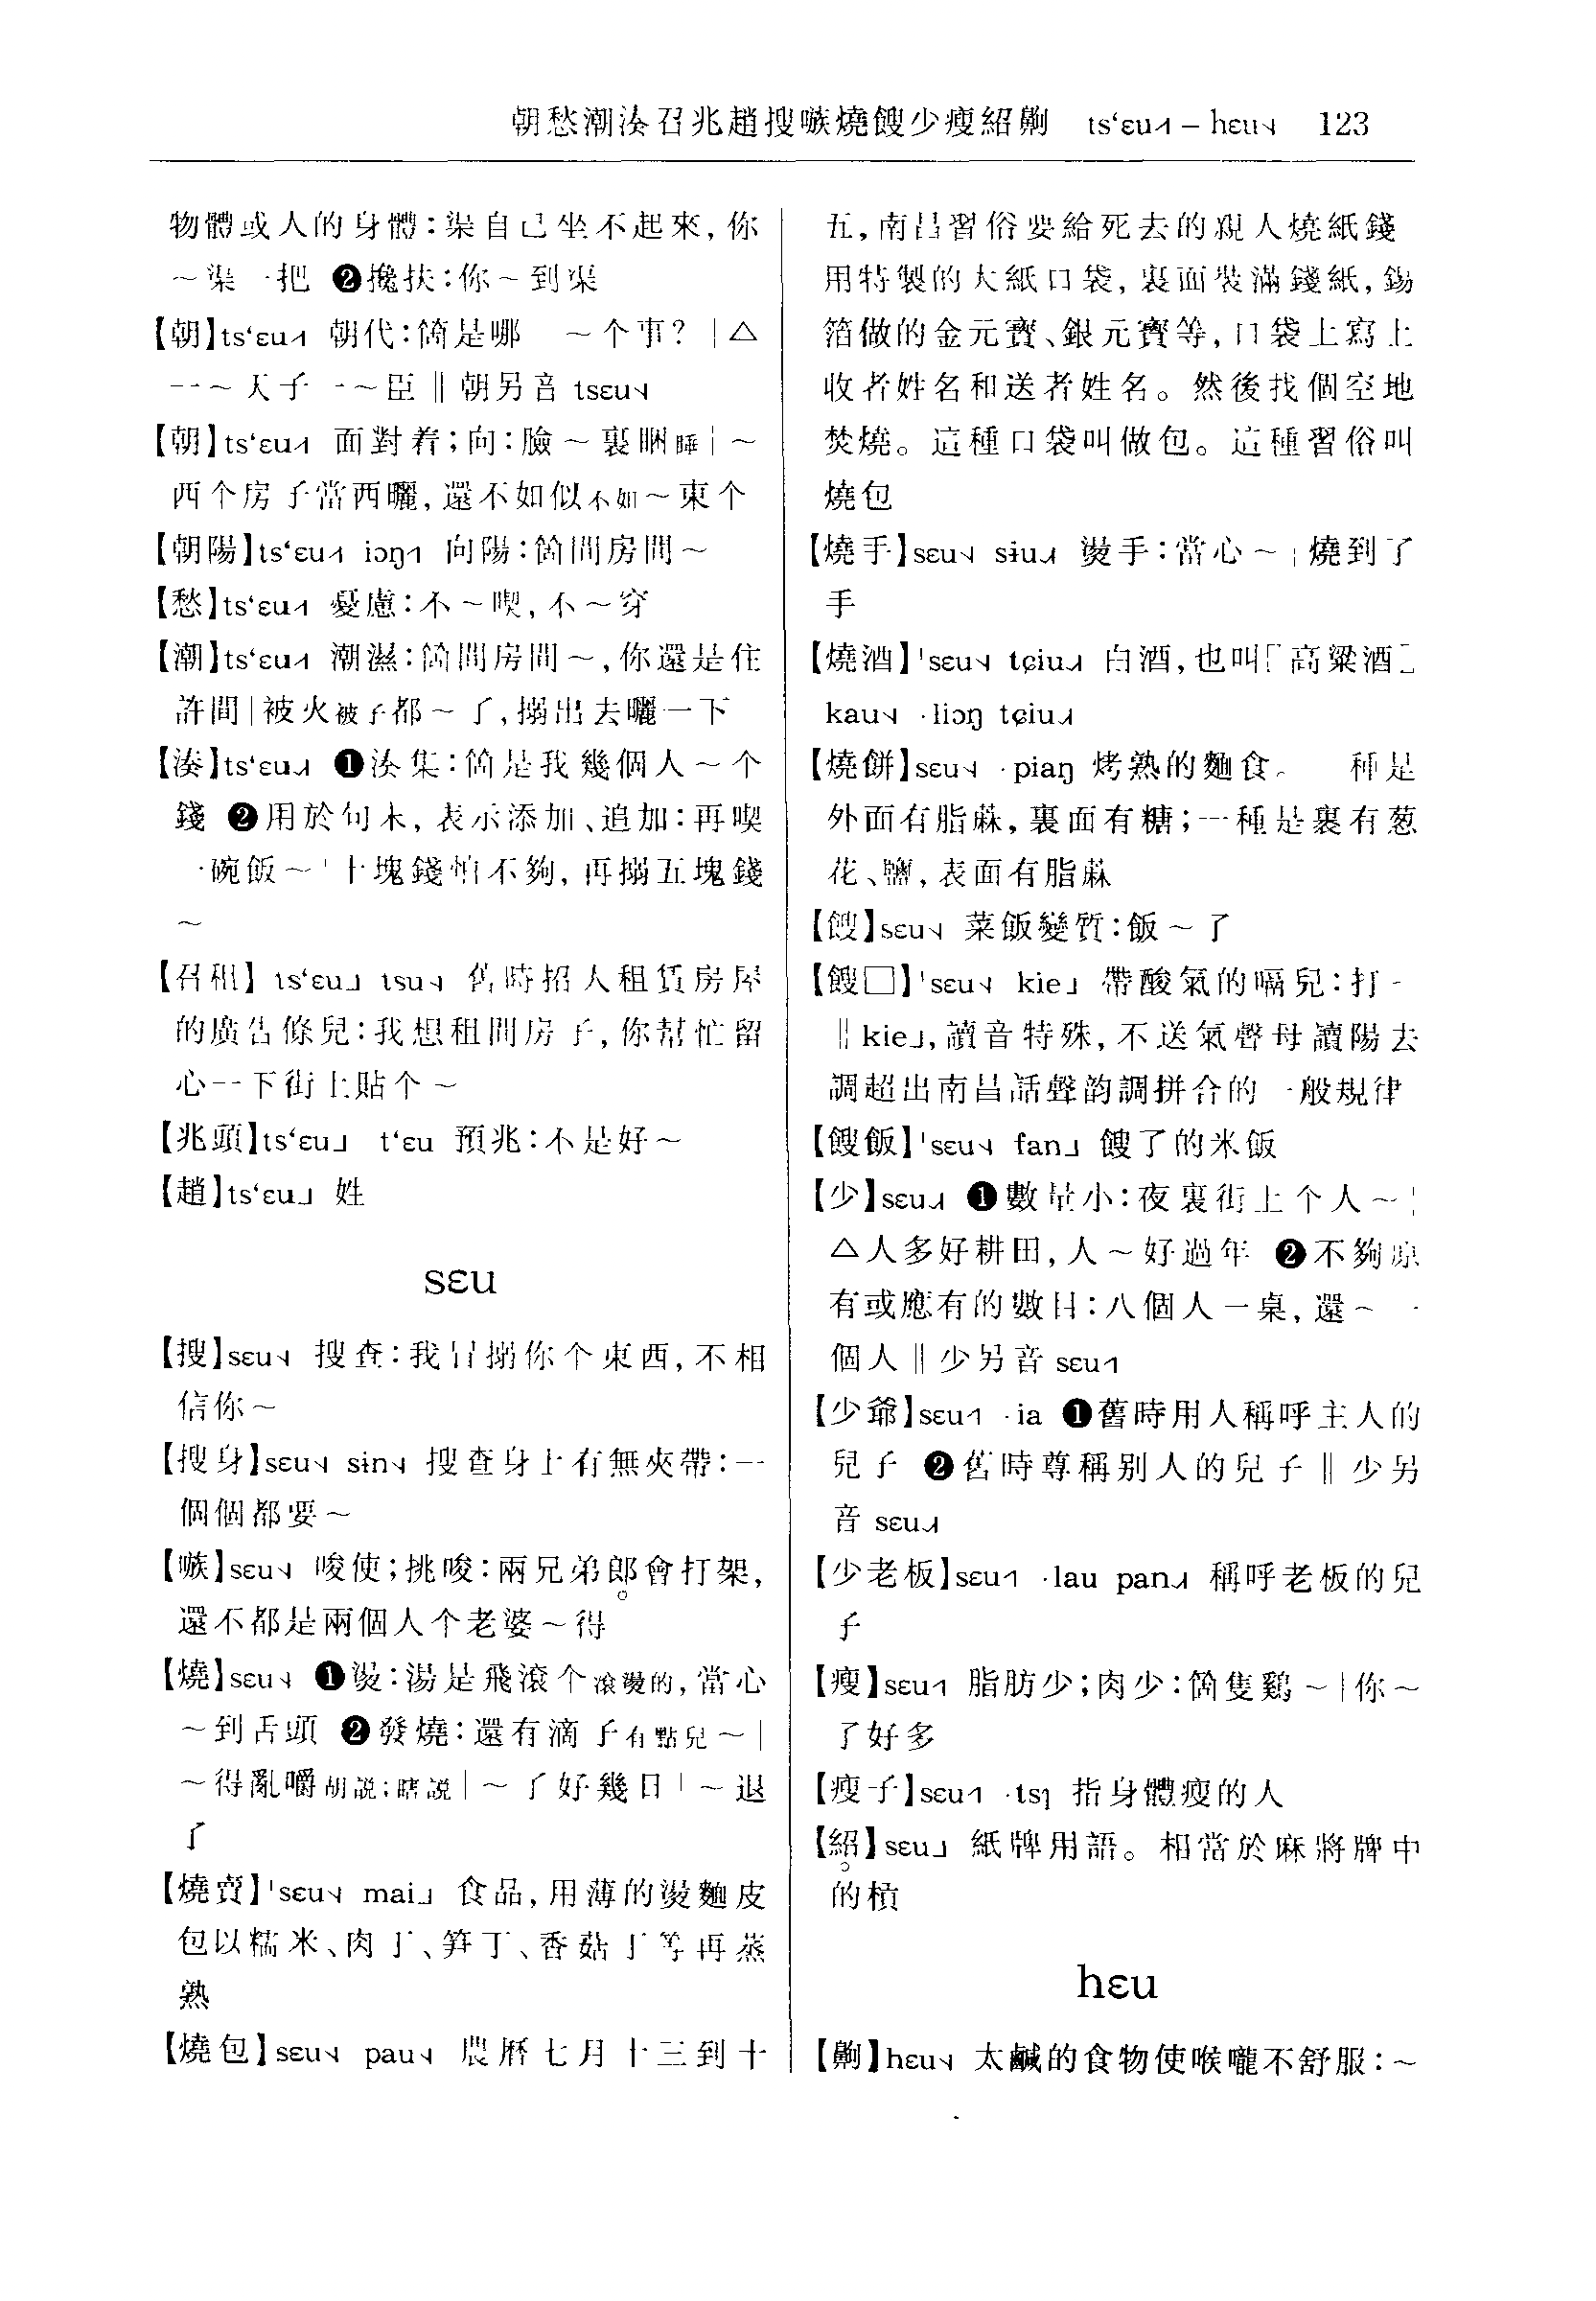 朝愁潮湊召兆趙搜嗾燒餿少瘦紹齁 ts‘ɛu˧˥ – hɛu˦˨ 123
物體或人的身體：渠自己坐不起來，你
～渠一把 ❷攙扶：你～到渠
【朝】ts‘ɛu˧˥ 朝代：箇是哪一～个事？｜△
一～天子一～臣‖朝另音 tsɛu˦˨
【朝】ts‘ɛu˧˥ 面對着；向：臉～裏睏睡｜～
西个房子當西曬，還不如似不如～東个
【朝陽】ts‘ɛu˧˥ iɔŋ˦˥ 向陽：箇間房間～
【愁】ts‘ɛu˧˥ 憂慮：不～喫，不～穿
【潮】ts‘ɛu˧˥ 潮濕：箇間房間～，你還是住
許間｜被火被子都～了，搦出去曬一下
【湊】ts‘ɛu˨˩˧ ❶湊集：箇是我幾個人～个
錢 ❷用於句末，表示添加、追加：再喫
一碗飯～｜十塊錢怕不夠，再搦五塊錢
～
【召租】ts‘ɛu˨˩ tsu˦˨ 舊時招人租賃房屋
的廣告條兒：我想租間房子，你幫忙留
心一下街上貼个～
【兆頭】ts‘ɛu˨˩ t‘ɛu 預兆：不是好～
【趙】ts‘ɛu˨˩ 姓
sɛu
【搜】sɛu˦˨ 搜查：我冒搦你个東西，不相
信你～
【搜身】sɛu˦˨ sɨn˦˨ 搜查身上有無夾帶：一
個個都要～
【嗾】sɛu˦˨ 唆使；挑唆：兩兄弟郎會打架，
還不都是兩個人个老婆～得
【燒】sɛu˦˨ ❶燙：湯是飛滾个滾燙的，當心
～到舌頭 ❷發燒：還有滴子有點兒～｜
～得亂嚼胡說；瞎說｜～了好幾日｜～退
了
【燒賣】ˈsɛu˦˨ mai˨˩ 食品，用薄的燙麵皮
包以糯米、肉丁、笋丁、香菇丁等再蒸
熟
【燒包】sɛu˦˨ pau˦˨ 農曆七月十三到十
五，南昌習俗要給死去的親人燒紙錢
用特製的大紙口袋，裏面裝滿錢紙，錫
箔做的金元寶、銀元寶等，口袋上寫上
收者姓名和送者姓名。然後找個空地
焚燒。這種口袋叫做包。這種習俗叫
燒包
【燒手】sɛu˦˨ sɨu˨˩˧ 燙手：當心～｜燒到了
手
【燒酒】ˈsɛu˦˨ tɕiu˨˩˧ 白酒，也叫「高粱酒」
kau˦˨ ·liɔŋ tɕiu˨˩˧
【燒餅】sɛu˦˨ ·piaŋ 烤熟的麵食。一種是
外面有脂蔴，裏面有糖；一種是裹有葱
花、鹽，表面有脂蔴
【餿】sɛu˦˨ 菜飯變質：飯～了
【餿□】ˈsɛu˦˨ kie˨˩ 帶酸氣的嗝兒：打～
‖kie˨˩，讀音特殊，不送氣聲母讀陽去
調超出南昌話聲韵調拼合的一般規律
【餿飯】ˈsɛu˦˨ fan˨˩ 餿了的米飯
【少】sɛu˨˩˧ ❶數量小：夜裏街上个人～｜
△人多好耕田，人～好過年 ❷不夠原
有或應有的數目：八個人一桌，還～一
個人‖少另音 sɛu˦˥
【少爺】sɛu˦˥ ·ia ❶舊時用人稱呼主人的
兒子 ❷舊時尊稱别人的兒子‖少另
音 sɛu˨˩˧
【少老板】sɛu˦˥ ·lau pan˨˩˧ 稱呼老板的兒
子
【瘦】sɛu˦˥ 脂肪少；肉少：箇隻鷄～｜你～
了好多
【瘦子】sɛu˦˥ ·tsɿ 指身體瘦的人
【紹】sɛu˨˩ 紙牌用語。相當於麻將牌中
的槓
hɛu
【齁】hɛu˦˨ 太鹹的食物使喉嚨不舒服：～